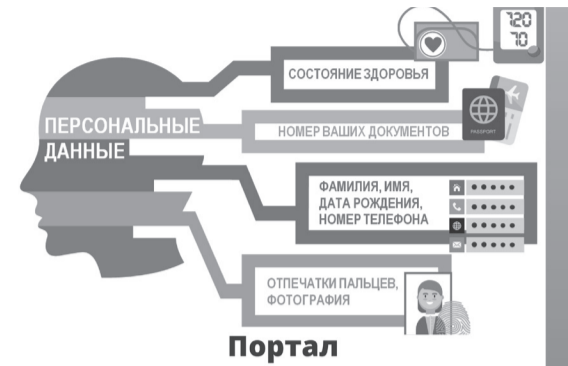 120
70
СОСТОЯНИЕ ЗДОРОВЬЯ
ПЕРСОНАЛЬНЫЕ
ДАННЫЕ
НОМЕР ВАШИХ ДОКУМЕНТОВ
PASSPORT
ФАМИЛИЯ, ИМЯ,
ДАТА РОЖДЕНИЯ,
НОМЕР ТЕЛЕФОНА
ОТПЕЧАТКИ ПАЛЬЦЕВ,
ФОТОГРАФИЯ
Портал